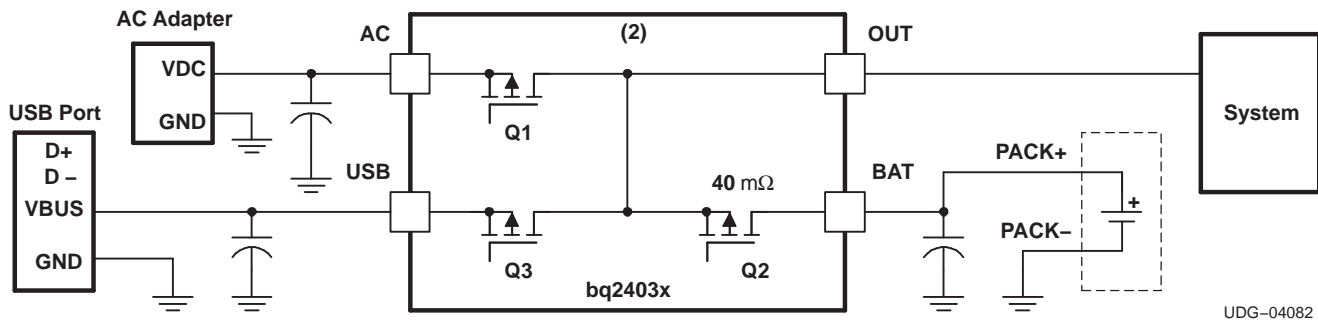 AC Adapter
VDC
GND
USB Port
D+
D –
VBUS
GND
AC
(2)
OUT
Q1
USB
40 mΩ
BAT
Q3
Q2
bq2403x
PACK+
+
PACK–
System
UDG–04082